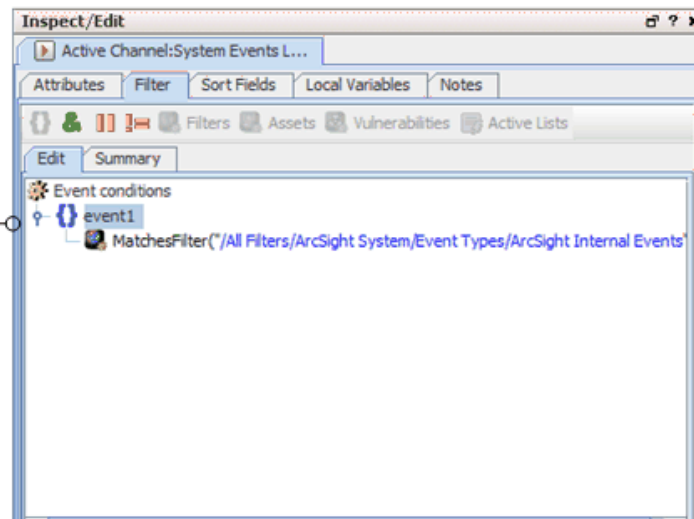 Inspect/Edit ?
Active Channel:System Events L...
Attributes Filter Sort Fields Local Variables Notes
Filters Assets Vulnerabilities Active Lists
Edit Summary
Event conditions
event1
MatchesFilter("/All Filters/ArcSight System/Event Types/ArcSight Internal Events"